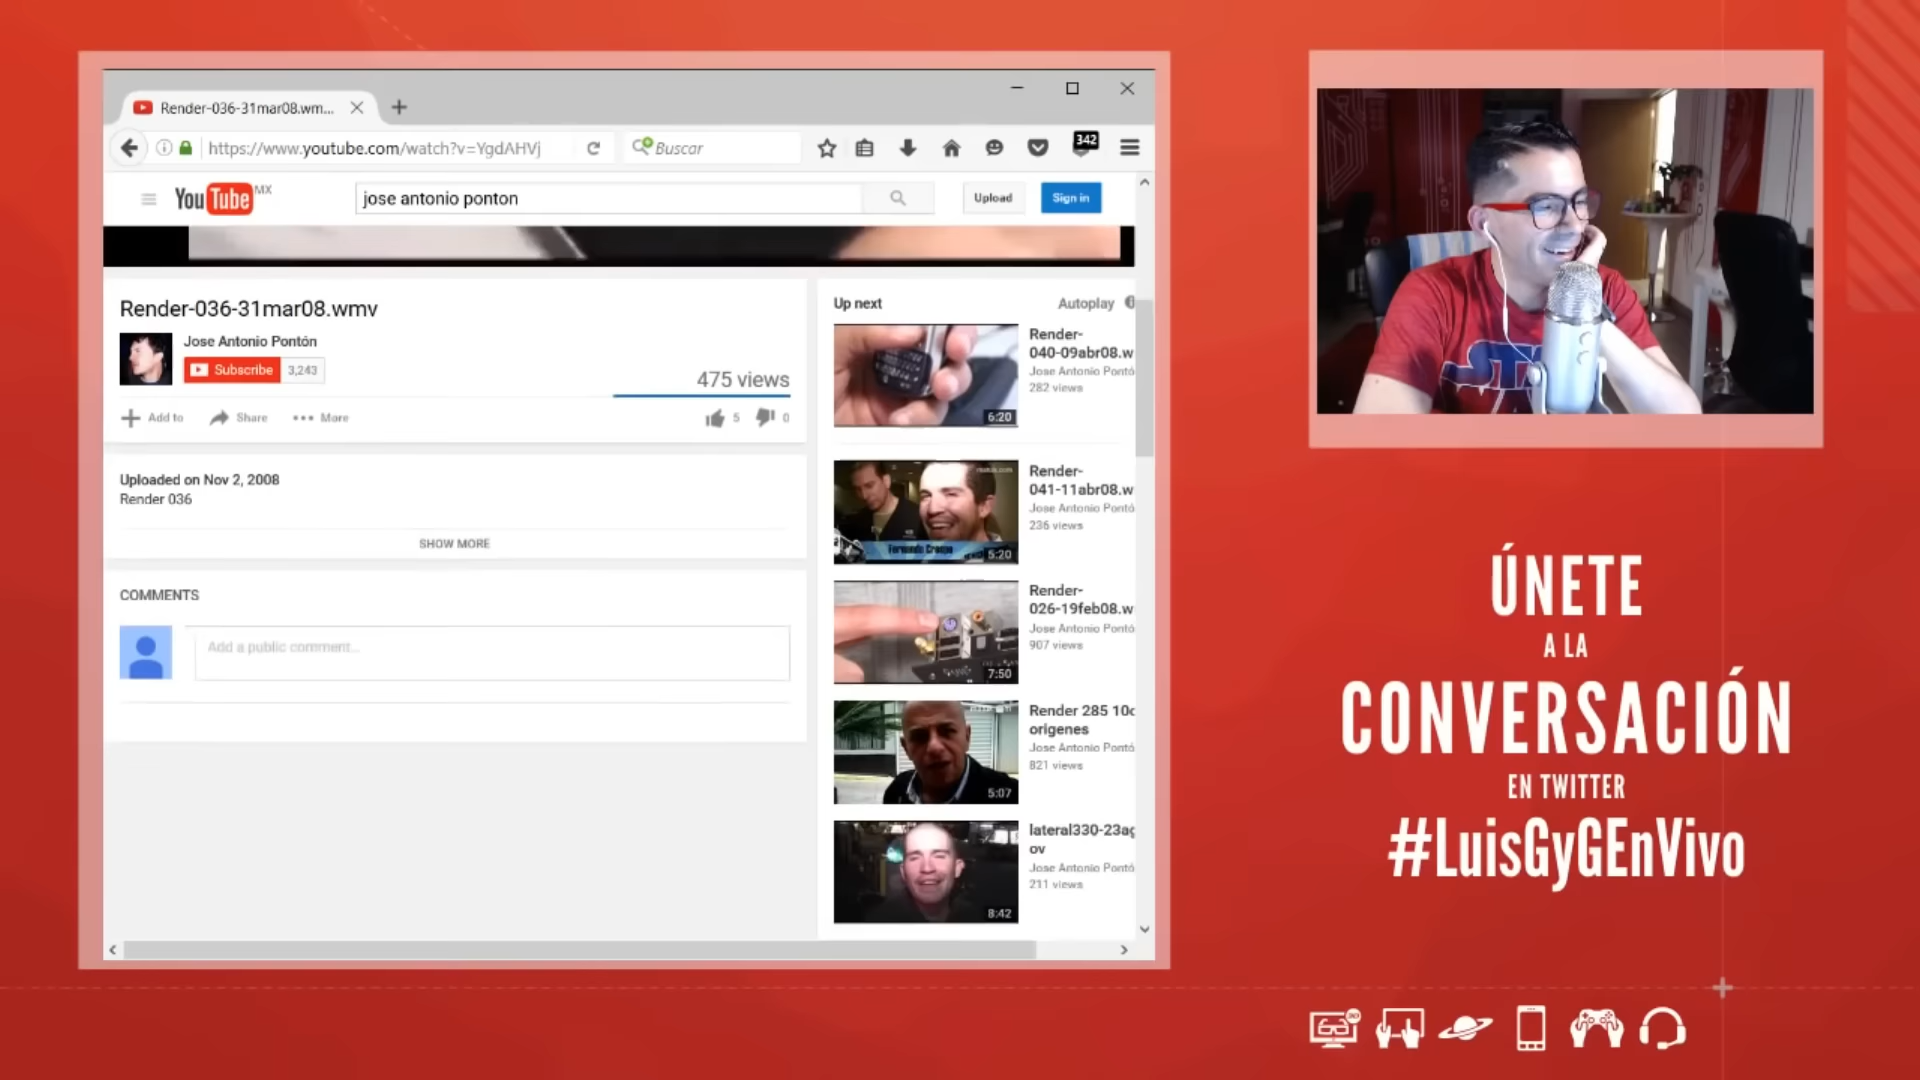 Render-036-31mar08.wm...
https://www.youtube.com/watch?v=YgdAHVj
Buscar
342
YouTube MX
jose antonio ponton
Upload
Sign in
Render-036-31mar08.wmv
Jose Antonio Pontón
Subscribe
3,243
475 views
Add to
Share
More
5
0
Uploaded on Nov 2, 2008
Render 036
SHOW MORE
COMMENTS
Add a public comment...
Up next
Autoplay
Render-
040-09abr08.w
Jose Antonio Pontó
282 views
6:20
Render-
041-11abr08.w
Jose Antonio Pontó
236 views
Fernando Crespo
5:20
Render-
026-19feb08.w
Jose Antonio Pontó
907 views
7:50
Render 285 10c
origenes
Jose Antonio Pontó
821 views
5:07
lateral330-23ag
ov
Jose Antonio Pontó
211 views
8:42
ÚNETE
A LA
CONVERSACIÓN
EN TWITTER
#LuisGyGEnVivo